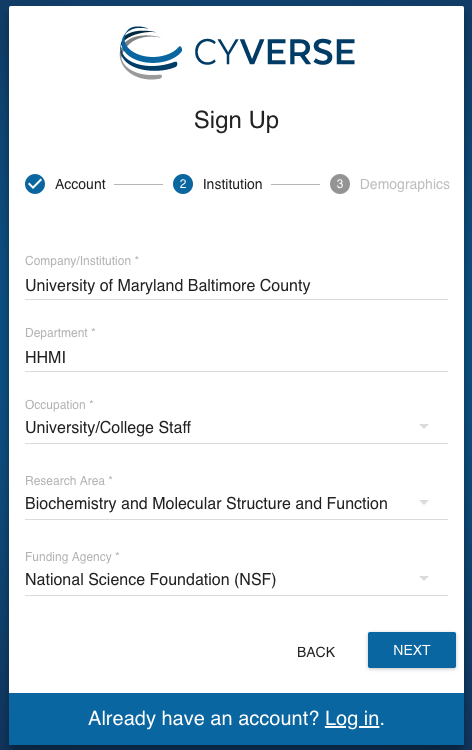 CYVERSE
Sign Up
Account 2 Institution 3 Demographics
Company/Institution *
University of Maryland Baltimore County
Department *
HHMI
Occupation *
University/College Staff
Research Area *
Biochemistry and Molecular Structure and Function
Funding Agency *
National Science Foundation (NSF)
BACK NEXT
Already have an account? Log in.